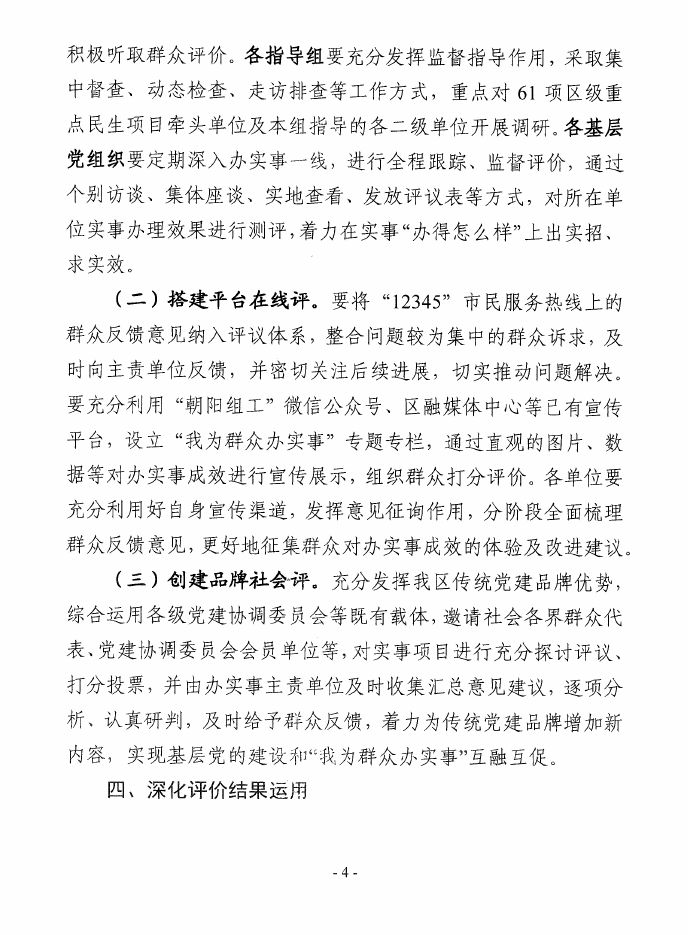 积极听取群众评价。各指导组要充分发挥监督指导作用，采取集
中督查、动态检查、走访排查等工作方式，重点对 61 项区级重
点民生项目牵头单位及本组指导的各二级单位开展调研。各基层
党组织要定期深入办实事一线，进行全程跟踪、监督评价，通过
个别访谈、集体座谈、实地查看、发放评议表等方式，对所在单
位实事办理效果进行测评，着力在实事“办得怎么样”上出实招、
求实效。
（二）搭建平台在线评。要将“12345”市民服务热线上的
群众反馈意见纳入评议体系，整合问题较为集中的群众诉求，及
时向主责单位反馈，并密切关注后续进展，切实推动问题解决。
要充分利用“朝阳组工”微信公众号、区融媒体中心等已有宣传
平台，设立“我为群众办实事”专题专栏，通过直观的图片、数
据等对办实事成效进行宣传展示，组织群众打分评价。各单位要
充分利用好自身宣传渠道，发挥意见征询作用，分阶段全面梳理
群众反馈意见，更好地征集群众对办实事成效的体验及改进建议。
（三）创建品牌社会评。充分发挥我区传统党建品牌优势，
综合运用各级党建协调委员会等既有载体，邀请社会各界群众代
表、党建协调委员会会员单位等，对实事项目进行充分探讨评议、
打分投票，并由办实事主责单位及时收集汇总意见建议，逐项分
析、认真研判，及时给予群众反馈，着力为传统党建品牌增加新
内容，实现基层党的建设和“我为群众办实事”互融互促。
四、深化评价结果运用
- 4 -